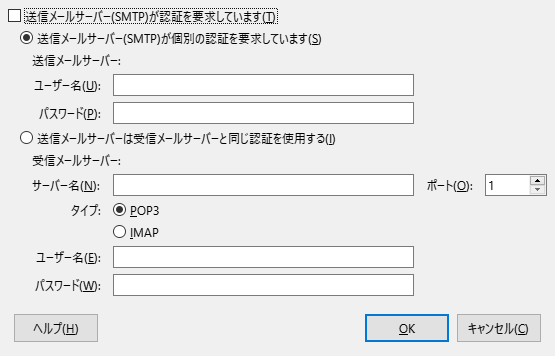 送信メールサーバー(SMTP)が認証を要求しています(T)
送信メールサーバー(SMTP)が個別の認証を要求しています(S)
送信メールサーバー:
ユーザー名(U):
パスワード(P):
送信メールサーバーは受信メールサーバーと同じ認証を使用する(I)
受信メールサーバー:
サーバー名(N): ポート(O): 1
タイプ: POP3
IMAP
ユーザー名(E):
パスワード(W):
ヘルプ(H) OK キャンセル(C)